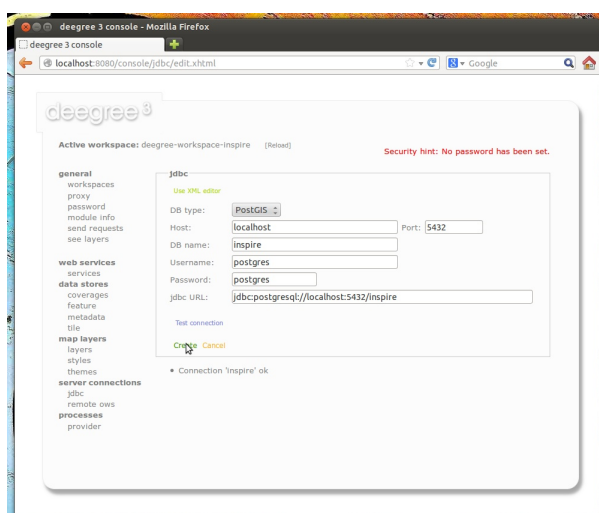 deegree 3 console - Mozilla Firefox
deegree 3 console
localhost:8080/console/jdbc/edit.xhtml
Google
deegree 3
Active workspace: deegree-workspace-inspire [Reload]
Security hint: No password has been set.
general
workspaces
proxy
password
module info
send requests
see layers
web services
services
data stores
coverages
feature
metadata
tile
map layers
layers
styles
themes
server connections
jdbc
remote ows
processes
provider
jdbc
Use XML editor
DB type: PostGIS
Host: localhost Port: 5432
DB name: inspire
Username: postgres
Password: postgres
jdbc URL: jdbc:postgresql://localhost:5432/inspire
Test connection
Create Cancel
• Connection 'inspire' ok